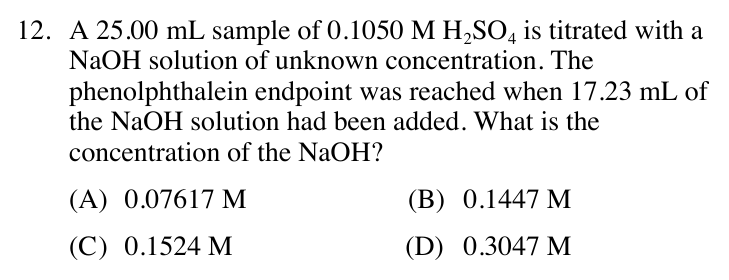 12. A 25.00 mL sample of 0.1050 M H₂SO₄ is titrated with a
NaOH solution of unknown concentration. The
phenolphthalein endpoint was reached when 17.23 mL of
the NaOH solution had been added. What is the
concentration of the NaOH?
(A) 0.07617 M (B) 0.1447 M
(C) 0.1524 M (D) 0.3047 M